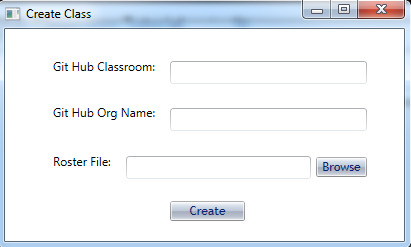 Create Class
Git Hub Classroom:
Git Hub Org Name:
Roster File:
Browse
Create